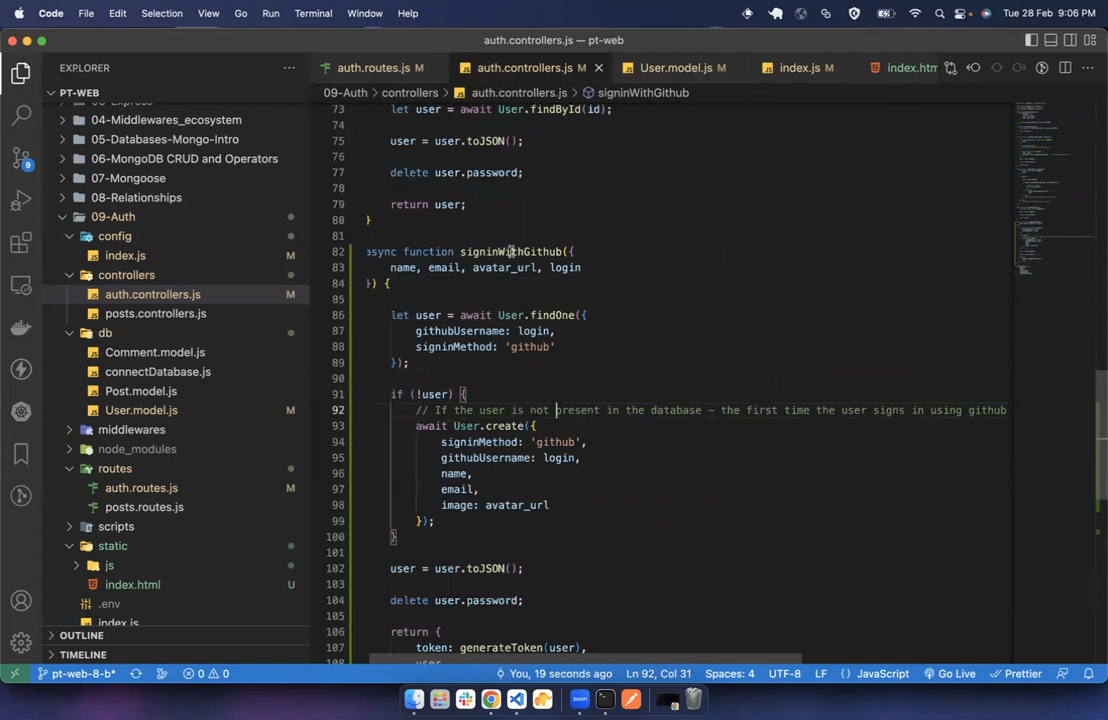 Code File Edit Selection View Go Run Terminal Window Help Tue 28 Feb 9:06 PM
auth.controllers.js — pt-web
EXPLORER
PT-WEB
04-Middlewares_ecosystem
05-Databases-Mongo-Intro
06-MongoDB CRUD and Operators
07-Mongoose
08-Relationships
09-Auth
config
index.js
controllers
auth.controllers.js M
posts.controllers.js
db
Comment.model.js
connectDatabase.js
Post.model.js
User.model.js M
middlewares
node_modules
routes
auth.routes.js M
posts.routes.js
scripts
static
js
index.html U
.env
index.js
OUTLINE
TIMELINE
9
auth.routes.js M auth.controllers.js M User.model.js M index.js M index.htm
09-Auth controllers auth.controllers.js signinWithGithub
73 let user = await User.findById(id);
74
75 user = user.toJSON();
76
77 delete user.password;
78
79 return user;
80 }
81
82 async function signinWithGithub({
83 name, email, avatar_url, login
84 }) {
85
86 let user = await User.findOne({
87 githubUsername: login,
88 signinMethod: 'github'
89 });
90
91 if (!user) {
92 // If the user is not present in the database - the first time the user signs in using github
93 await User.create({
94 signinMethod: 'github',
95 githubUsername: login,
96 name,
97 email,
98 image: avatar_url
99 });
100 }
101
102 user = user.toJSON();
103
104 delete user.password;
105
106 return {
107 token: generateToken(user),
108 user
pt-web-8-b* 0 0 You, 19 seconds ago Ln 92, Col 31 Spaces: 4 UTF-8 LF JavaScript Go Live Prettier
zoom